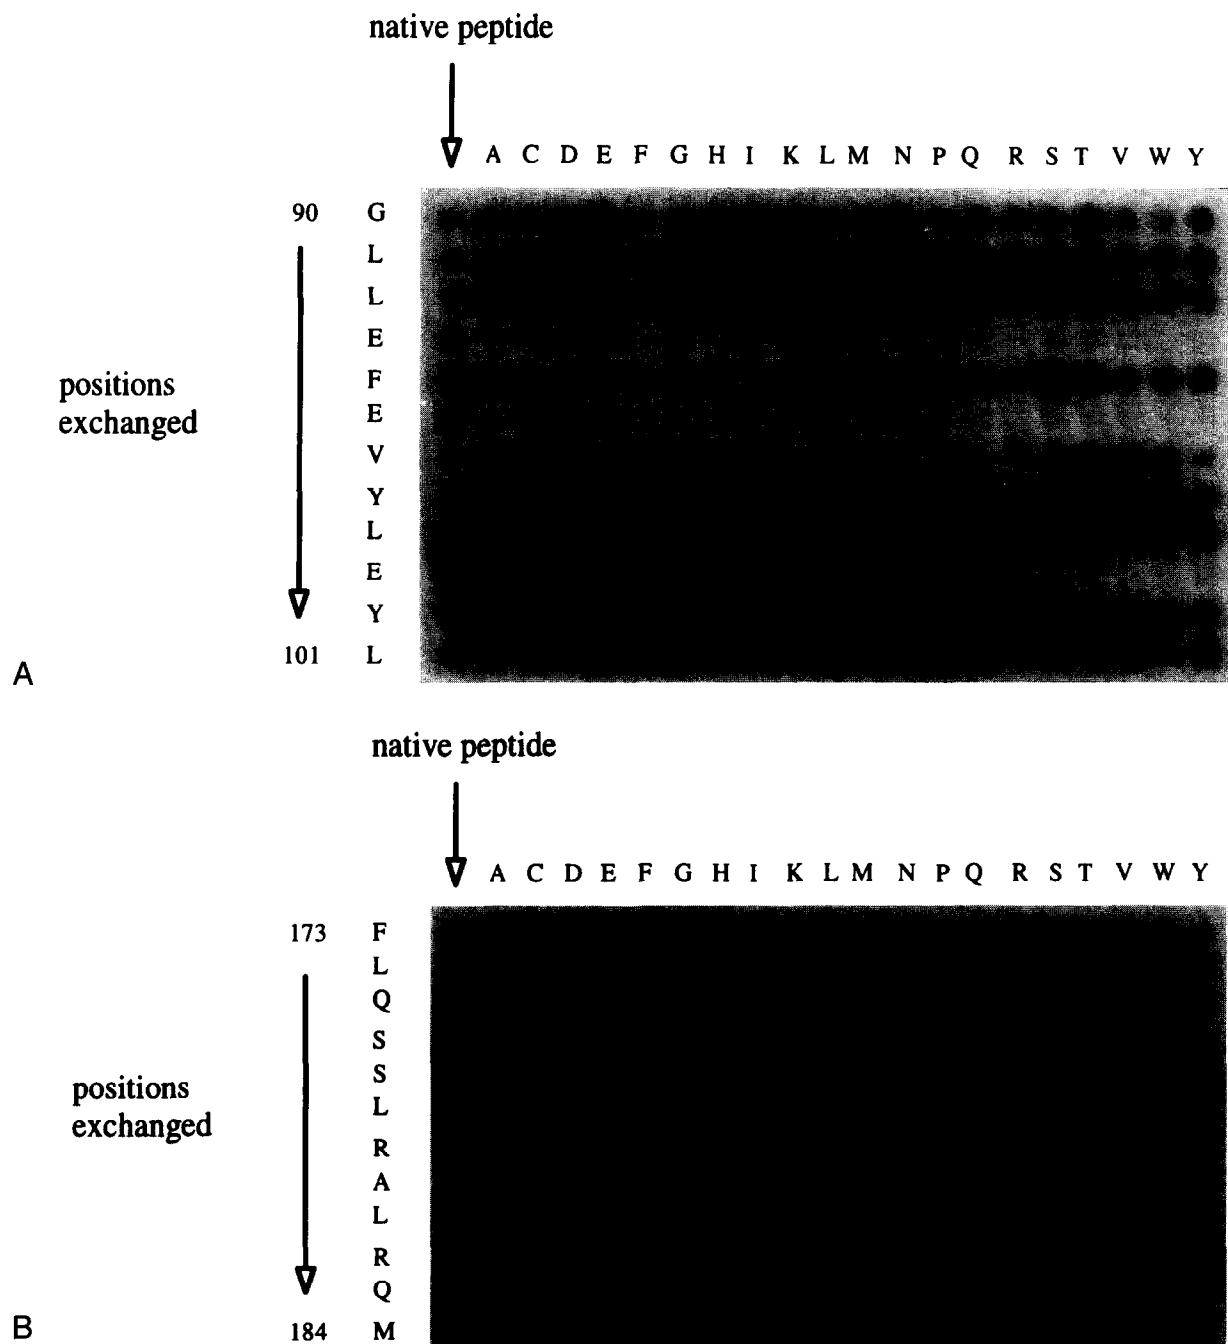 native peptide
A C D E F G H I K L M N P Q R S T V W Y
90 G
L
L
E
F
positions
exchanged
E
V
Y
L
E
Y
101 L
A
native peptide
A C D E F G H I K L M N P Q R S T V W Y
173 F
L
Q
S
S
positions
exchanged
L
R
A
L
R
Q
184 M
B